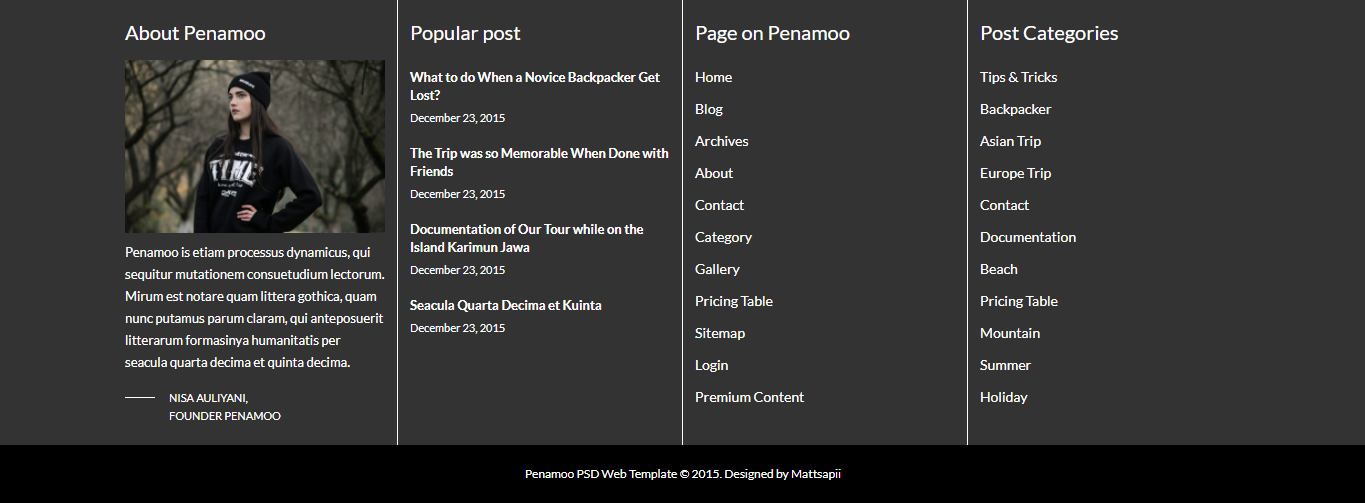 About Penamoo
TIME
Penamoo is etiam processus dynamicus, qui
sequitur mutationem consuetudium lectorum.
Mirum est notare quam littera gothica, quam
nunc putamus parum claram, qui anteposuerit
litterarum formasinya humanitatis per
seacula quarta decima et quinta decima.
NISA AULIYANI,
FOUNDER PENAMOO
Popular post
What to do When a Novice Backpacker Get
Lost?
December 23, 2015
The Trip was so Memorable When Done with
Friends
December 23, 2015
Documentation of Our Tour while on the
Island Karimun Jawa
December 23, 2015
Seacula Quarta Decima et Kuinta
December 23, 2015
Page on Penamoo
Home
Blog
Archives
About
Contact
Category
Gallery
Pricing Table
Sitemap
Login
Premium Content
Post Categories
Tips & Tricks
Backpacker
Asian Trip
Europe Trip
Contact
Documentation
Beach
Pricing Table
Mountain
Summer
Holiday
Penamoo PSD Web Template © 2015. Designed by Mattsapii